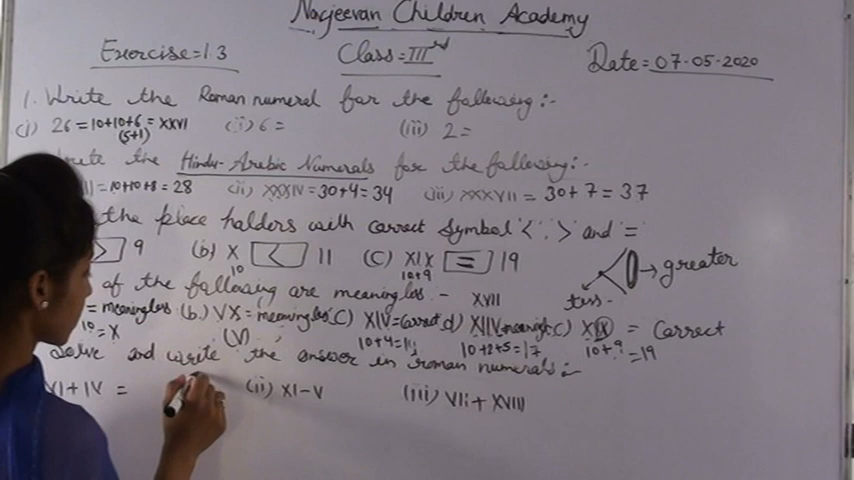 Navjeevan Children Academy
Exercise=1.3 Class=IIIrd Date=07-05-2020
1. Write the Roman numeral for the following:-
(i) 26=10+10+6=XXVI (ii) 6= (iii) 2=
(5+1)
the Hindu-Arabic Numerals for the following:-
=10+10+8=28 (ii) XXXIV=30+4=34 (iii) XXXVII=30+7=37
the place holders with correct symbol < , > and =
> 9 (b) X < 11 (C) XIX = 19 → greater
10 10+9
of the following are meaningless:- XVII
= meaningless (b.) VX=meaningless C) XIV=Correct d) XIIV=meaningless XIX = Correct
10=X (V) 10+4=14 10+2+5=17 10+9=19
Solve and write the answer in roman numerals:-
VI+IV= (ii) XI-V (iii) VII+XVIII